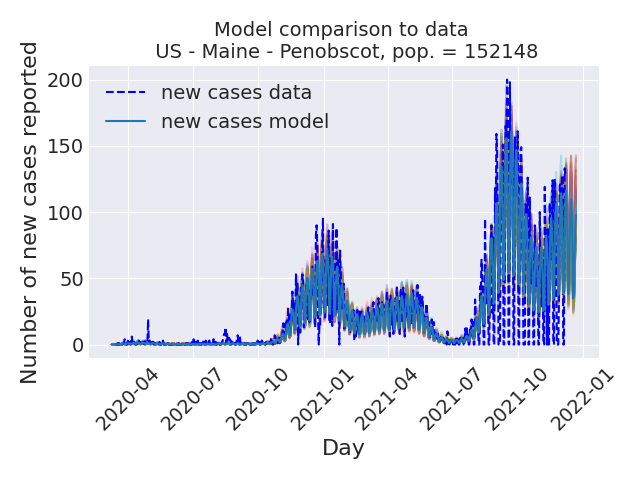 Model comparison to data
US - Maine - Penobscot, pop. = 152148
new cases data
new cases model
Number of new cases reported
200
150
100
50
0
2020-04
2020-07
2020-10
2021-01
2021-04
2021-07
2021-10
2022-01
Day